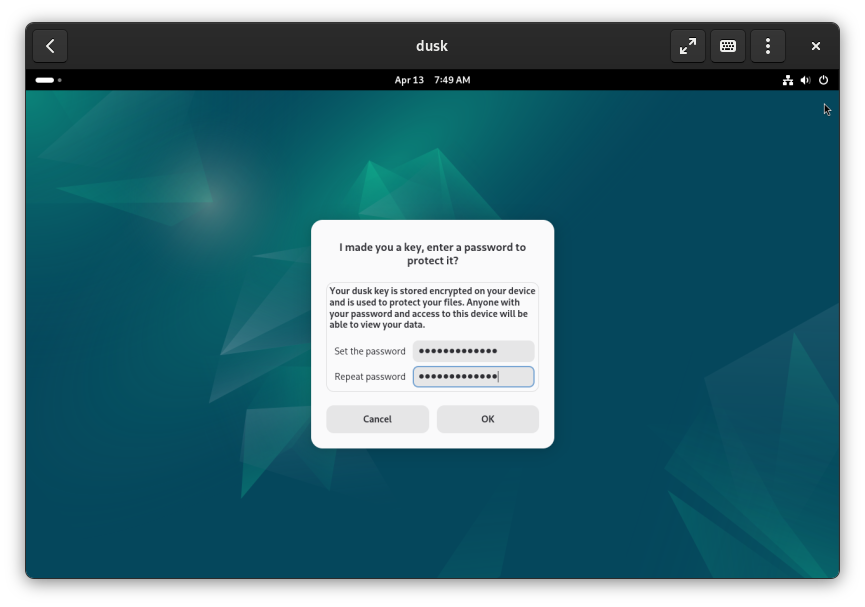 dusk
Apr 13 7:49 AM
I made you a key, enter a password to
protect it?
Your dusk key is stored encrypted on your device
and is used to protect your files. Anyone with
your password and access to this device will be
able to view your data.
Set the password
Repeat password
Cancel
OK